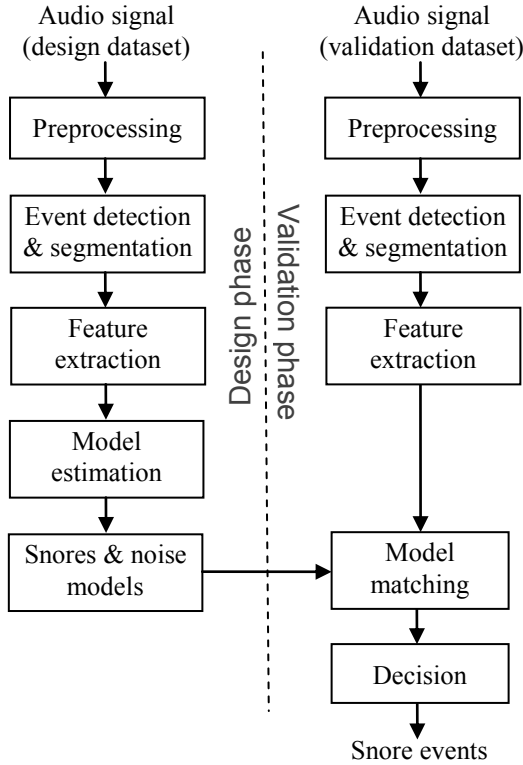 Audio signal
(design dataset)
Preprocessing
Event detection
& segmentation
Feature
extraction
Model
estimation
Snores & noise
models
Design phase
Validation phase
Audio signal
(validation dataset)
Preprocessing
Event detection
& segmentation
Feature
extraction
Model
matching
Decision
Snore events